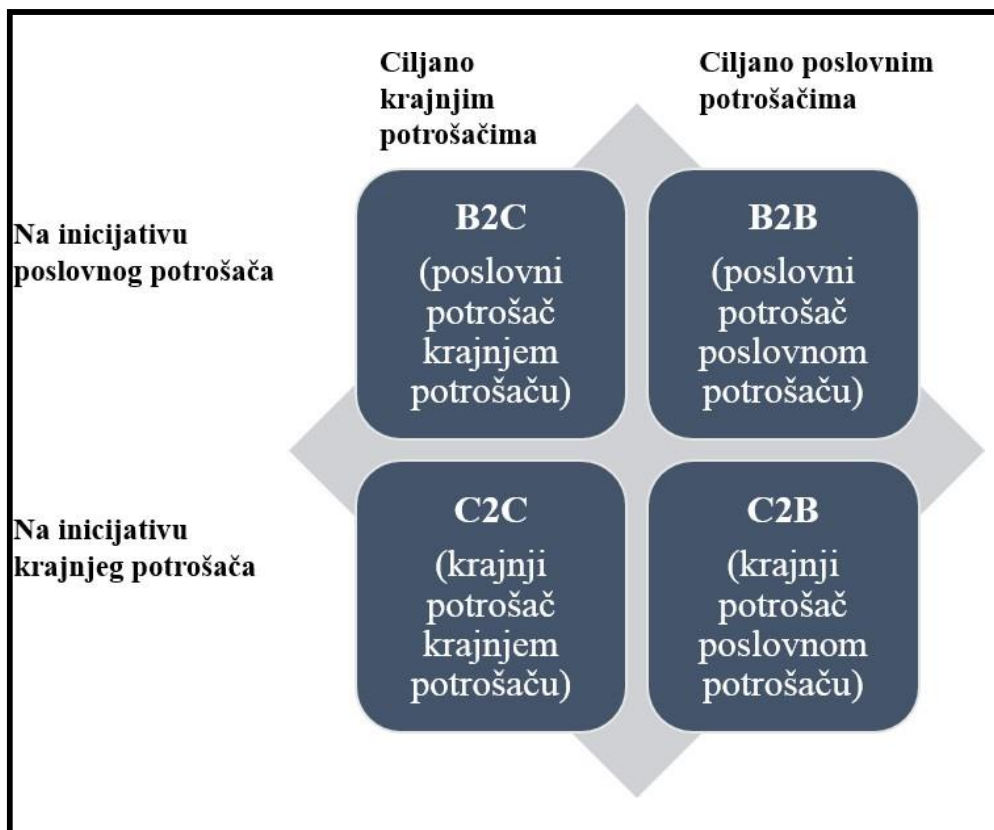 Ciljano
krajnjim
potrošačima
Ciljano poslovnim
potrošačima
Na inicijativu
poslovnog potrošača
B2C
(poslovni
potrošač
krajnjem
potrošaču)
B2B
(poslovni
potrošač
poslovnom
potrošaču)
Na inicijativu
krajnjeg potrošača
C2C
(krajnji
potrošač
krajnjem
potrošaču)
C2B
(krajnji
potrošač
poslovnom
potrošaču)